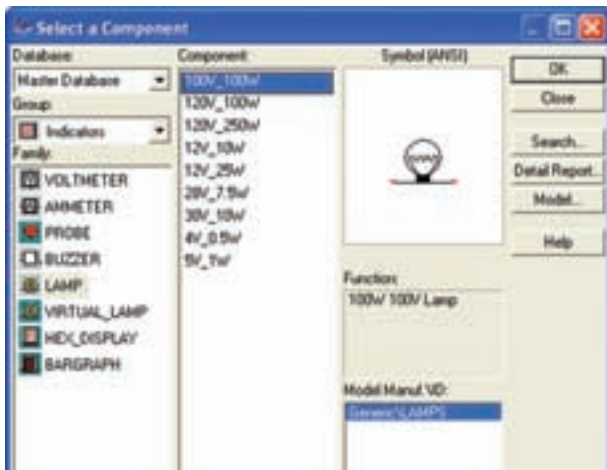 Select a Component
Database:
Master Database
Group:
Indicators
Family:
VOLTMETER
AMMETER
PROBE
BUZZER
LAMP
VIRTUAL_LAMP
HEX_DISPLAY
BARGRAPH
Component:
100V_100W
120V_100W
120V_250W
12V_10W
12V_25W
28V_7.5W
30V_10W
4V_0.5W
5V_1W
Symbol (ANSI)
Function:
100W 100V Lamp
Model Manuf.\ID:
Generic\LAMPS
OK
Close
Search...
Detail Report...
Model...
Help